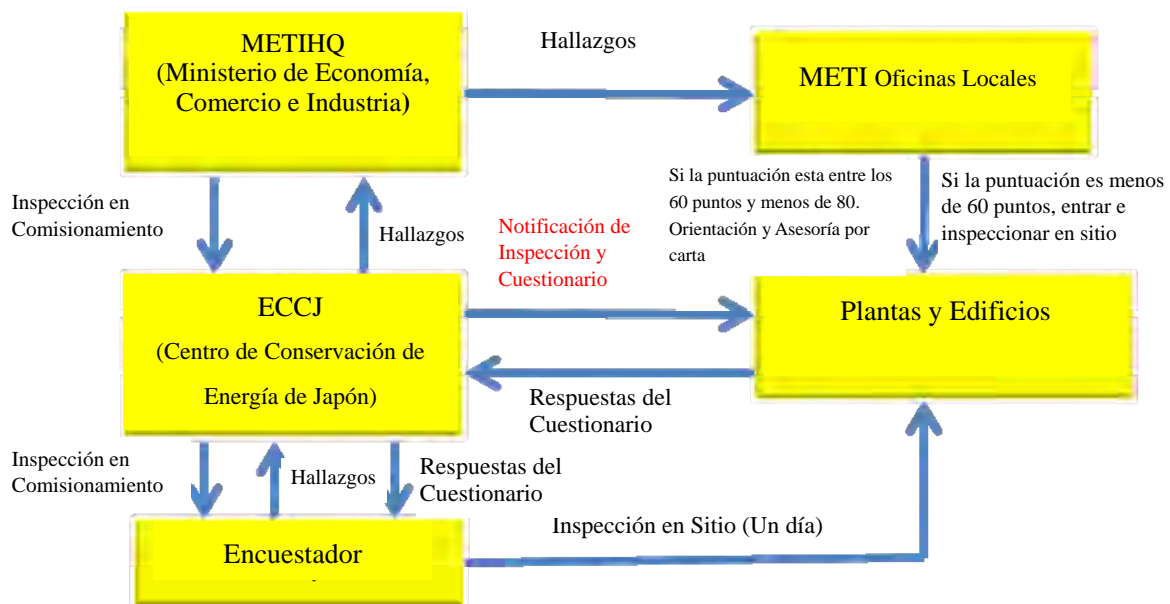 METIHQ
(Ministerio de Economía,
Comercio e Industria)
Hallazgos
METI Oficinas Locales
Inspección en
Comisionamiento
Hallazgos
Notificación de
Inspección y
Cuestionario
Si la puntuación esta entre los
60 puntos y menos de 80.
Orientación y Asesoría por
carta
Si la puntuación es menos
de 60 puntos, entrar e
inspeccionar en sitio
ECCJ
(Centro de Conservación de
Energía de Japón)
Plantas y Edificios
Respuestas del
Cuestionario
Inspección en
Comisionamiento
Hallazgos
Respuestas del
Cuestionario
Inspección en Sitio (Un día)
Encuestador